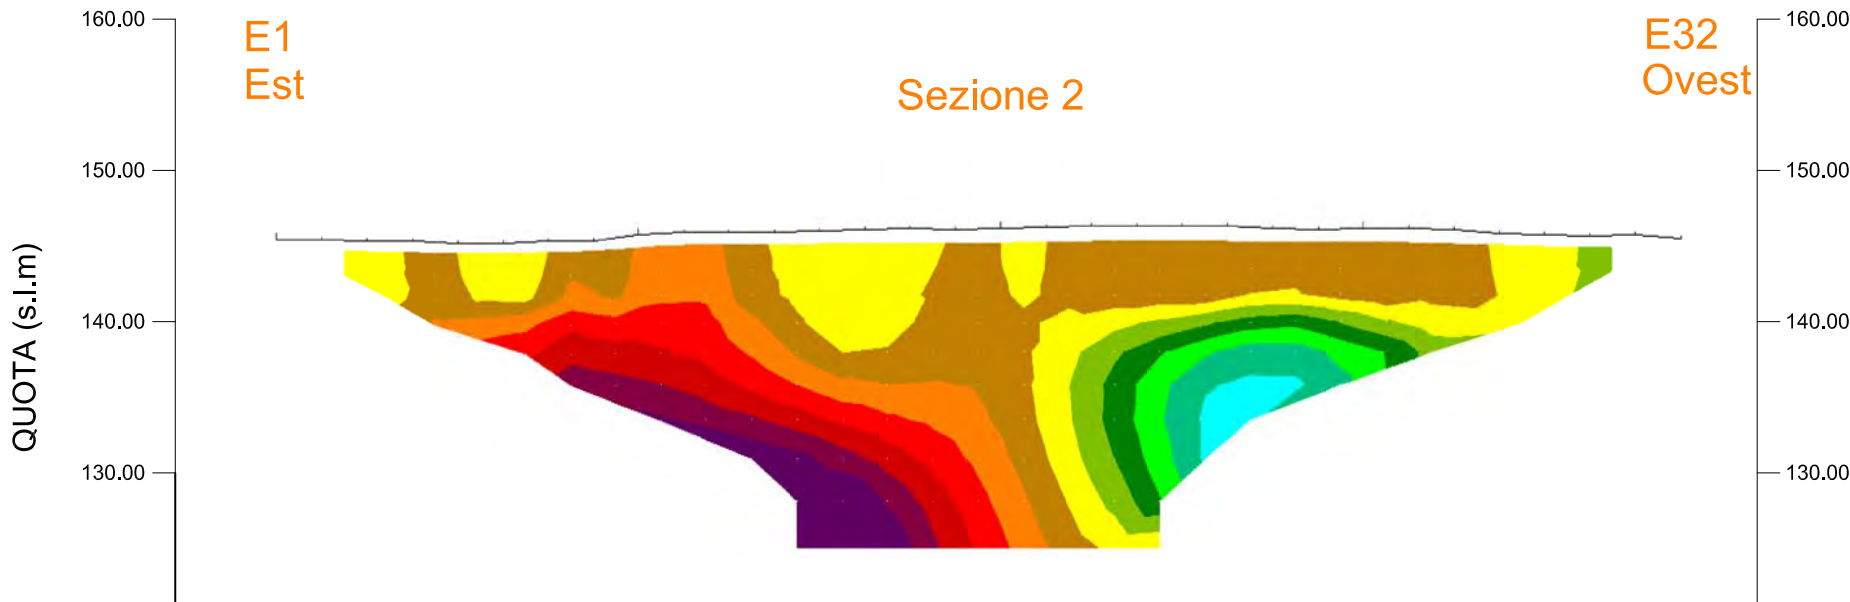 160.00
E1
Est
Sezione 2
E32
Ovest
160.00
150.00
150.00
QUOTA (s.l.m)
140.00
140.00
130.00
130.00